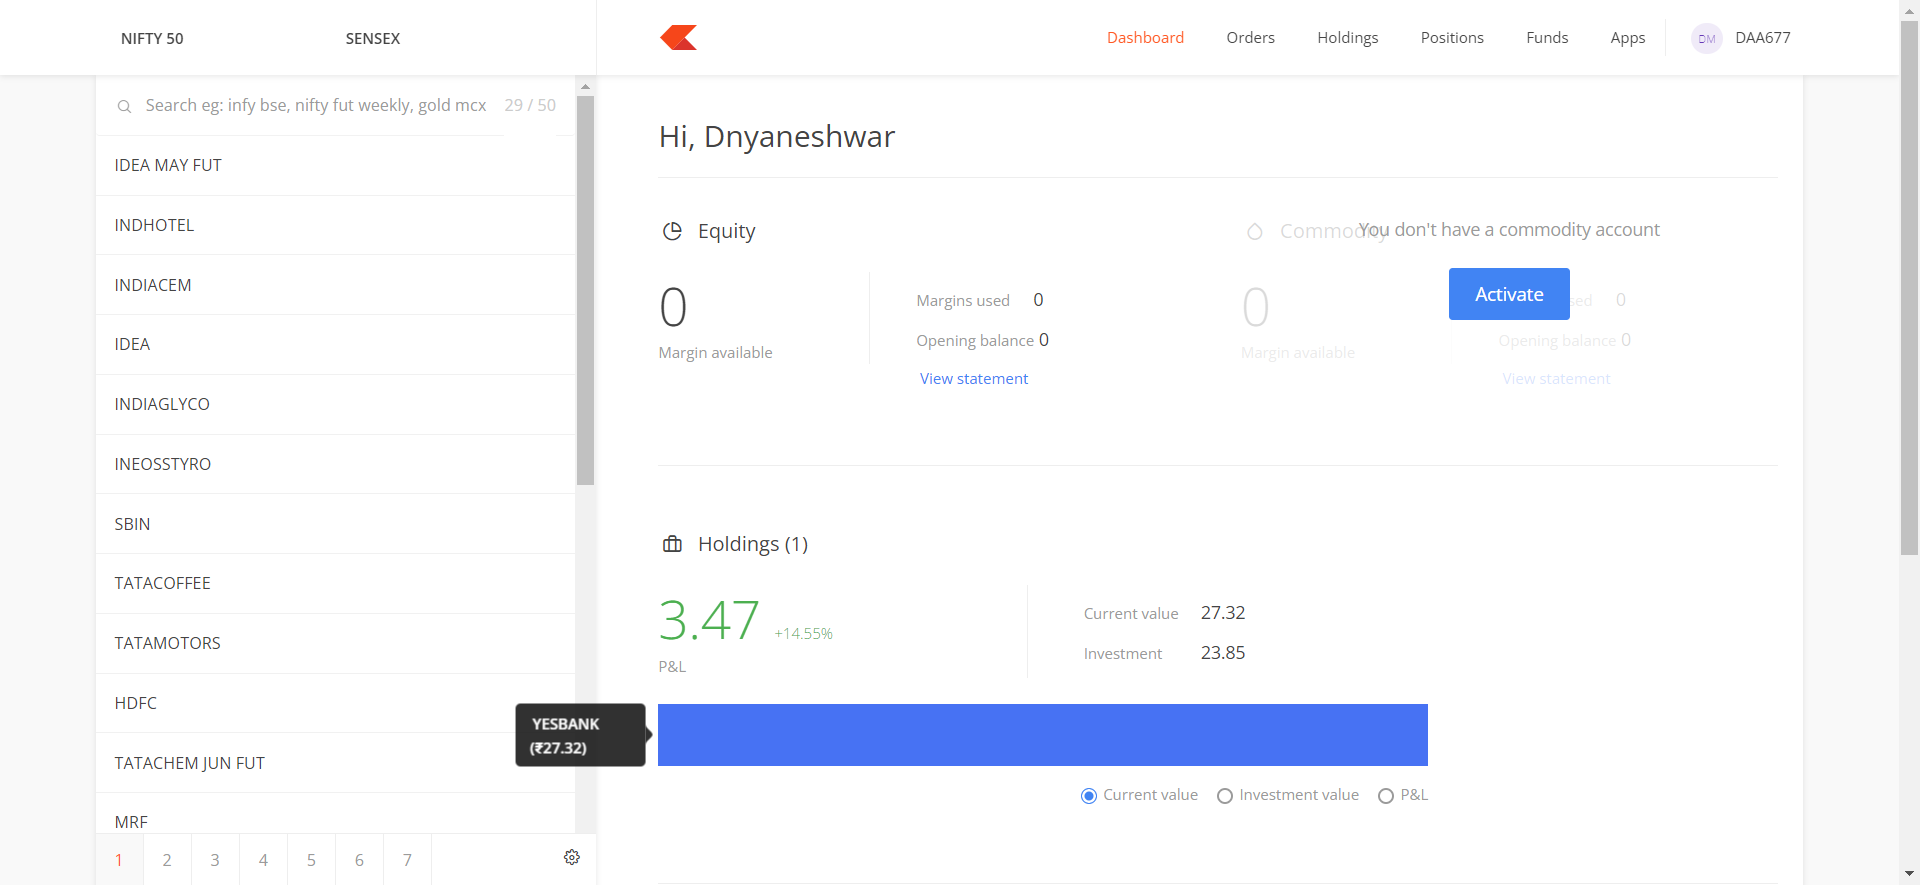 NIFTY 50
SENSEX
Dashboard
Orders
Holdings
Positions
Funds
Apps
DM
DAA677
Search eg: infy bse, nifty fut weekly, gold mcx
29 / 50
IDEA MAY FUT
INDHOTEL
INDIACEM
IDEA
INDIAGLYCO
INEOSSTYRO
SBIN
TATACOFFEE
TATAMOTORS
HDFC
TATACHEM JUN FUT
MRF
1 2 3 4 5 6 7
Hi, Dnyaneshwar
Equity
0
Margin available
Margins used 0
Opening balance 0
View statement
Commodity
You don't have a commodity account
Activate
0
Margin available
sed 0
Opening balance 0
View statement
Holdings (1)
3.47 +14.55%
P&L
Current value 27.32
Investment 23.85
YESBANK
(₹27.32)
Current value
Investment value
P&L